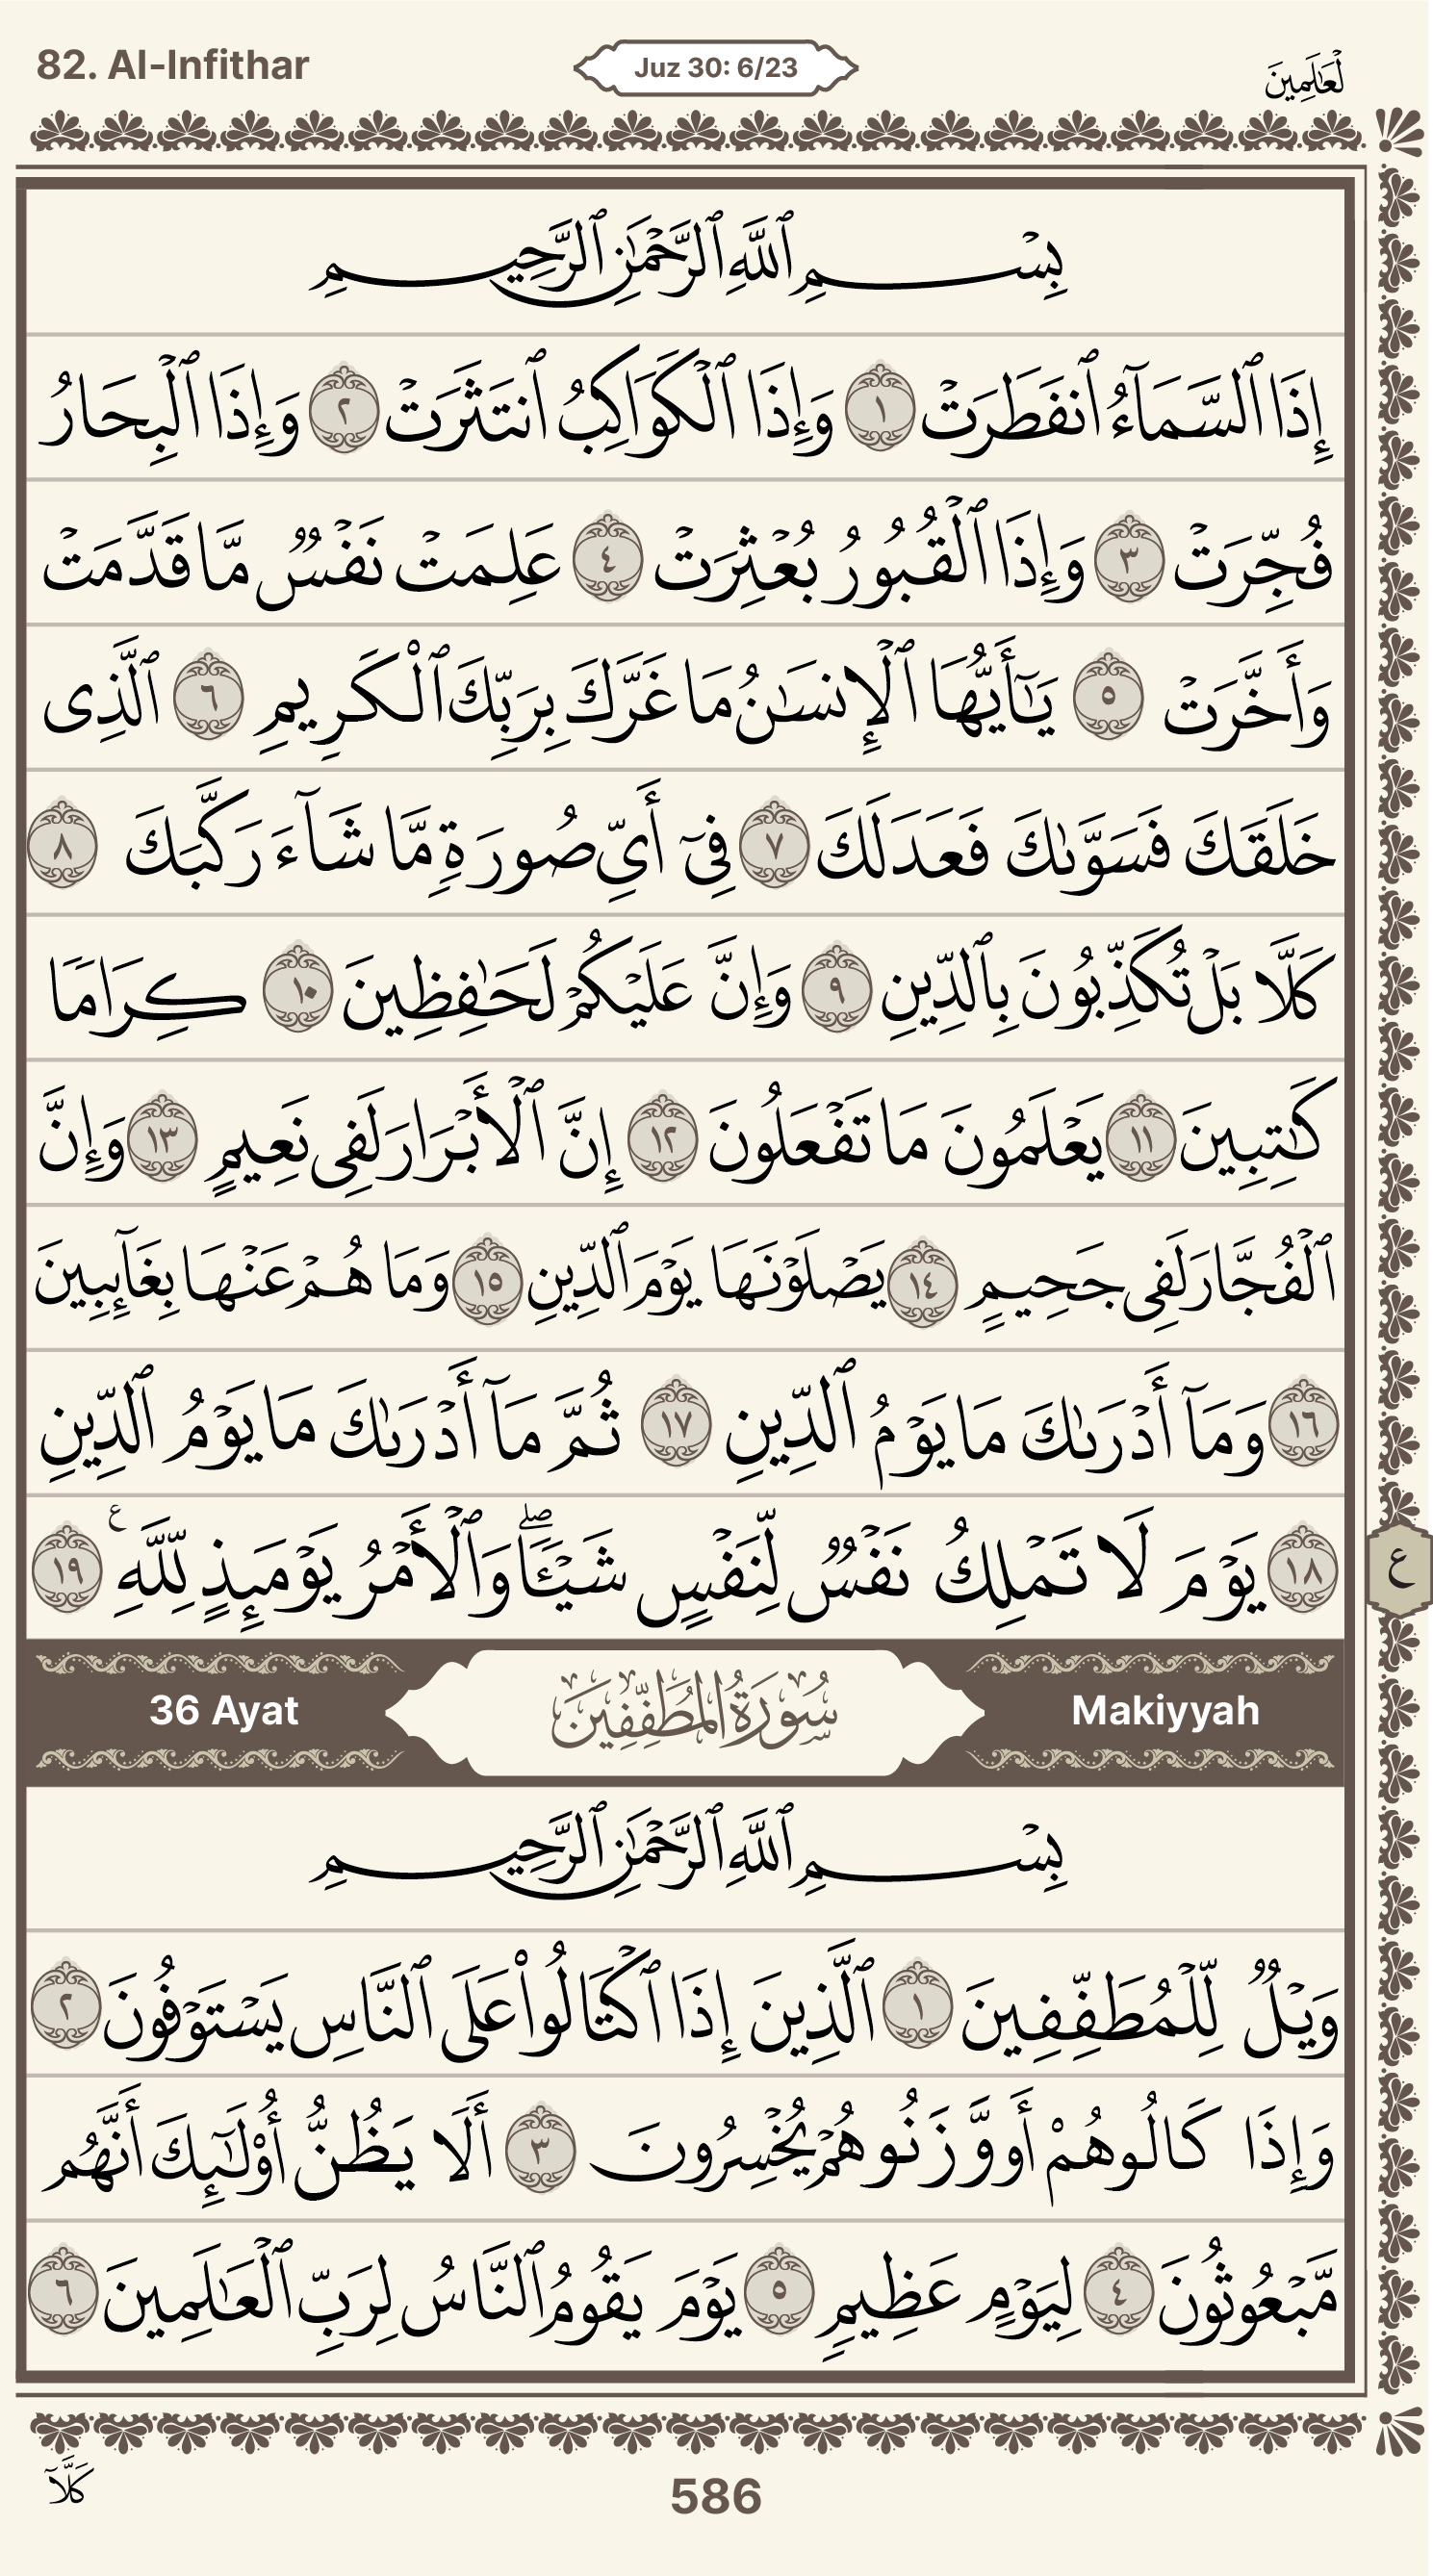 82. Al-Infithar
Juz 30: 6/23
لْعَٰلَمِينَ
بِسْمِ ٱللَّهِ ٱلرَّحْمَٰنِ ٱلرَّحِيمِ
إِذَا ٱلسَّمَآءُ ٱنفَطَرَتْ ١ وَإِذَا ٱلْكَوَاكِبُ ٱنتَثَرَتْ ٢ وَإِذَا ٱلْبِحَارُ
فُجِّرَتْ ٣ وَإِذَا ٱلْقُبُورُ بُعْثِرَتْ ٤ عَلِمَتْ نَفْسٌ مَّا قَدَّمَتْ
وَأَخَّرَتْ ٥ يَٰٓأَيُّهَا ٱلْإِنسَٰنُ مَا غَرَّكَ بِرَبِّكَ ٱلْكَرِيمِ ٦ ٱلَّذِى
خَلَقَكَ فَسَوَّىٰكَ فَعَدَلَكَ ٧ فِىٓ أَىِّ صُورَةٍ مَّا شَآءَ رَكَّبَكَ ٨
كَلَّا بَلْ تُكَذِّبُونَ بِٱلدِّينِ ٩ وَإِنَّ عَلَيْكُمْ لَحَٰفِظِينَ ١٠ كِرَامًا
كَٰتِبِينَ ١١ يَعْلَمُونَ مَا تَفْعَلُونَ ١٢ إِنَّ ٱلْأَبْرَارَ لَفِى نَعِيمٍ ١٣ وَإِنَّ
ٱلْفُجَّارَ لَفِى جَحِيمٍ ١٤ يَصْلَوْنَهَا يَوْمَ ٱلدِّينِ ١٥ وَمَا هُمْ عَنْهَا بِغَآئِبِينَ
١٦ وَمَآ أَدْرَىٰكَ مَا يَوْمُ ٱلدِّينِ ١٧ ثُمَّ مَآ أَدْرَىٰكَ مَا يَوْمُ ٱلدِّينِ
١٨ يَوْمَ لَا تَمْلِكُ نَفْسٌ لِّنَفْسٍ شَيْـًٔا ۖ وَٱلْأَمْرُ يَوْمَئِذٍ لِّلَّهِ ع ١٩
ع
36 Ayat
سُورَةُ المُطَفِّفِينَ
Makiyyah
بِسْمِ ٱللَّهِ ٱلرَّحْمَٰنِ ٱلرَّحِيمِ
وَيْلٌ لِّلْمُطَفِّفِينَ ١ ٱلَّذِينَ إِذَا ٱكْتَالُوا۟ عَلَى ٱلنَّاسِ يَسْتَوْفُونَ ٢
وَإِذَا كَالُوهُمْ أَو وَّزَنُوهُمْ يُخْسِرُونَ ٣ أَلَا يَظُنُّ أُو۟لَٰٓئِكَ أَنَّهُم
مَّبْعُوثُونَ ٤ لِيَوْمٍ عَظِيمٍ ٥ يَوْمَ يَقُومُ ٱلنَّاسُ لِرَبِّ ٱلْعَٰلَمِينَ ٦
كَلَّآ
586